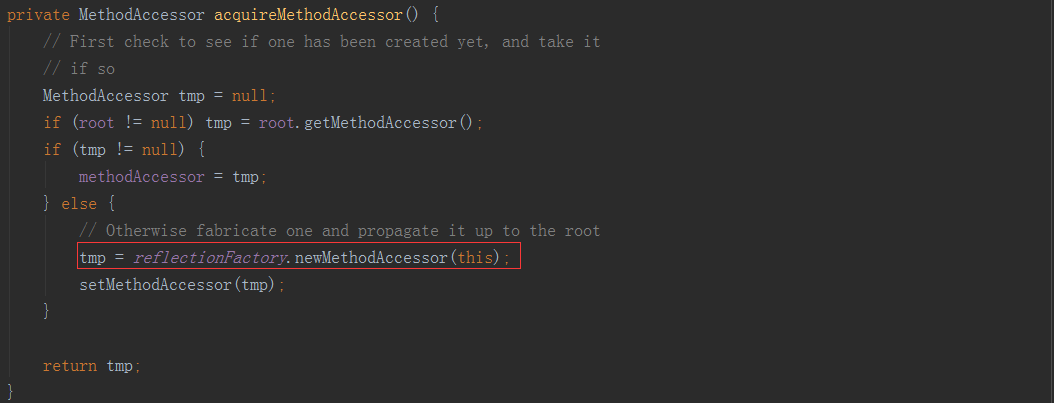 private MethodAccessor acquireMethodAccessor() {
// First check to see if one has been created yet, and take it
// if so
MethodAccessor tmp = null;
if (root != null) tmp = root.getMethodAccessor();
if (tmp != null) {
methodAccessor = tmp;
} else {
// Otherwise fabricate one and propagate it up to the root
tmp = reflectionFactory.newMethodAccessor(this);
setMethodAccessor(tmp);
}
return tmp;
}